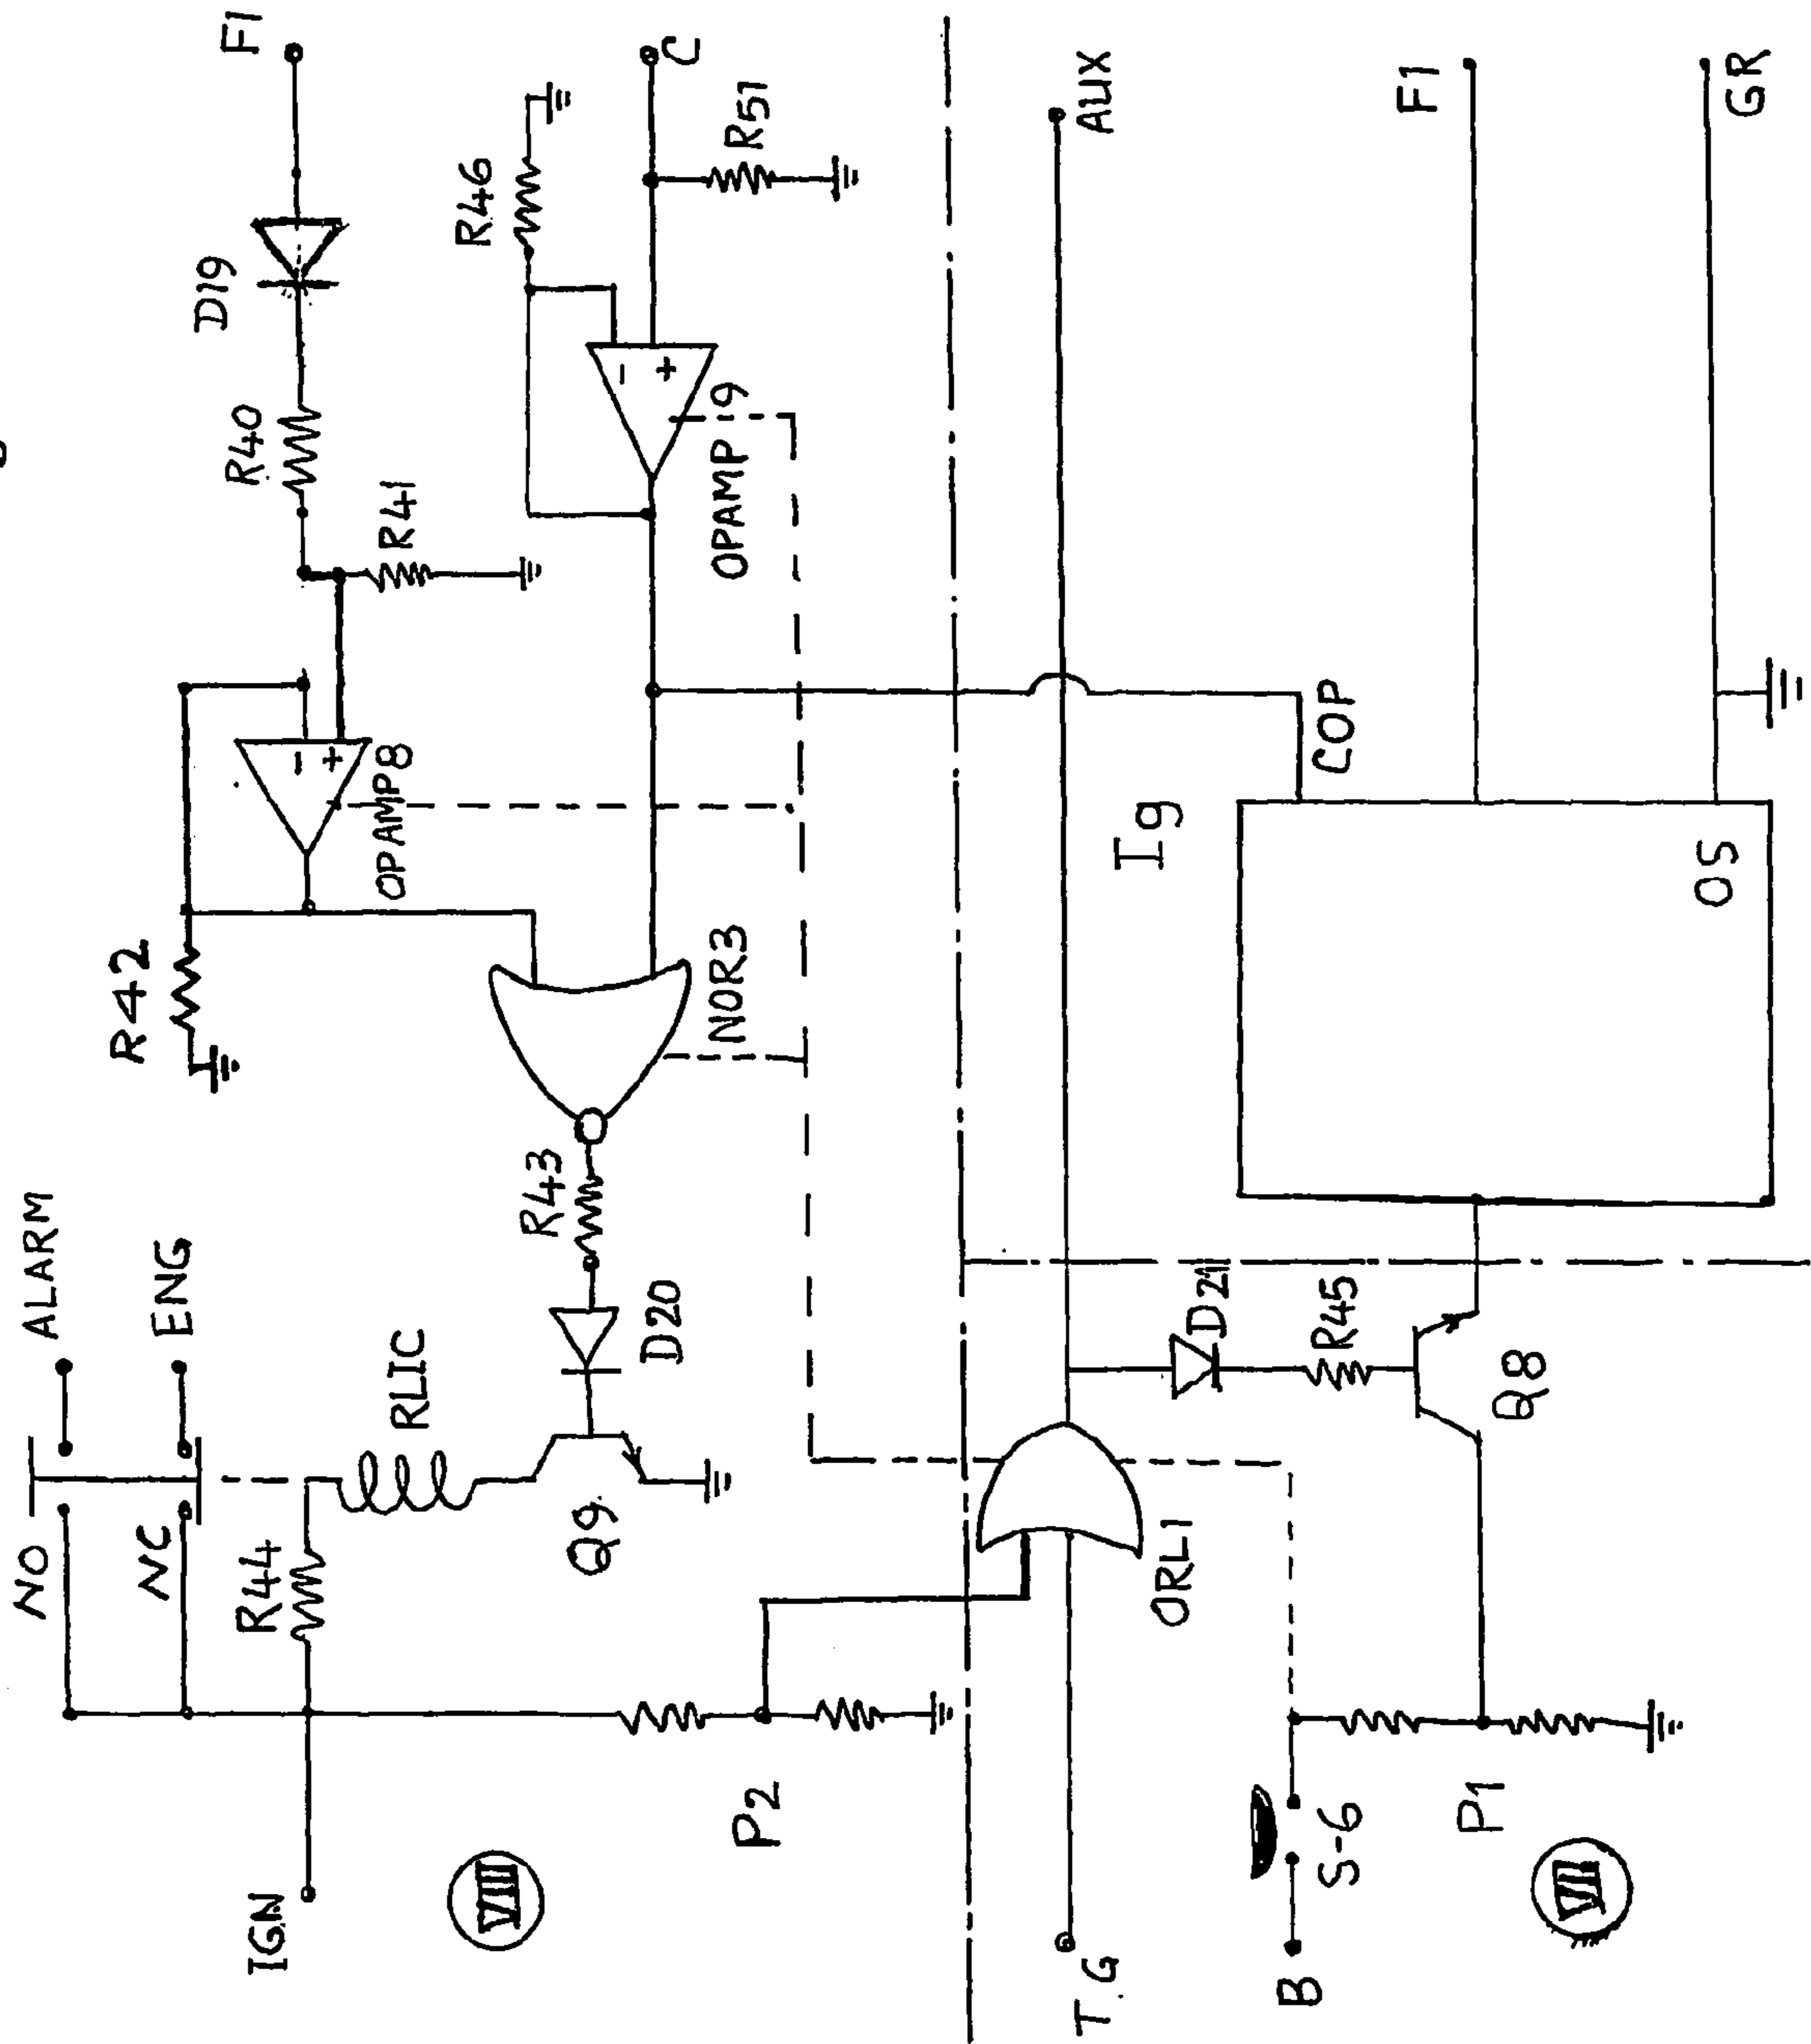 F1
D19
R40
R41
R46
C
R51
OPAMP 9
OPAMP8
R42
NOR3
R43
D20
RLIC
ALARM
ENG
NO
NC
R44
Q9
IGN
VIII
P2
AUX
F1
GR
COP
I9
OS
D21
R45
Q8
ORL1
T.G
B
S-6
P1
VII
- + - +